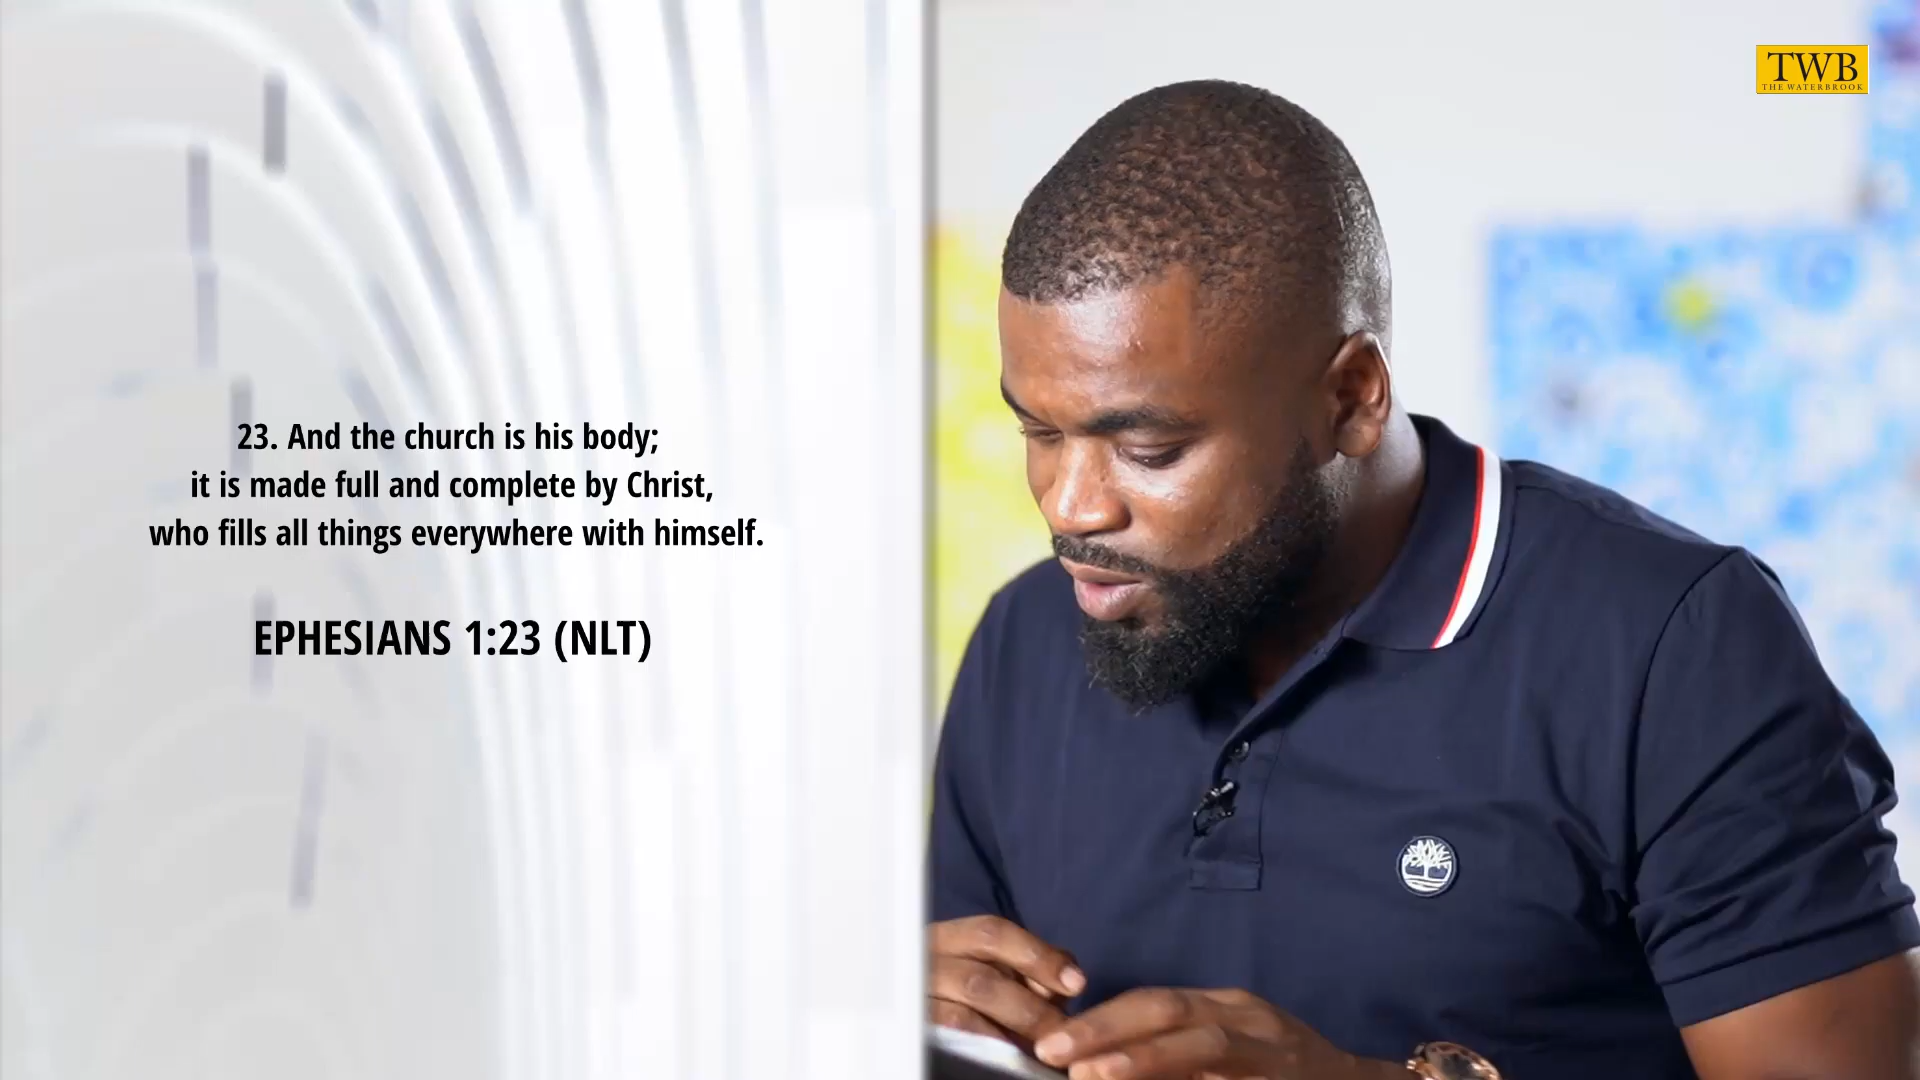 TWB
THE WATERBROOK
23. And the church is his body;
it is made full and complete by Christ,
who fills all things everywhere with himself.
EPHESIANS 1:23 (NLT)